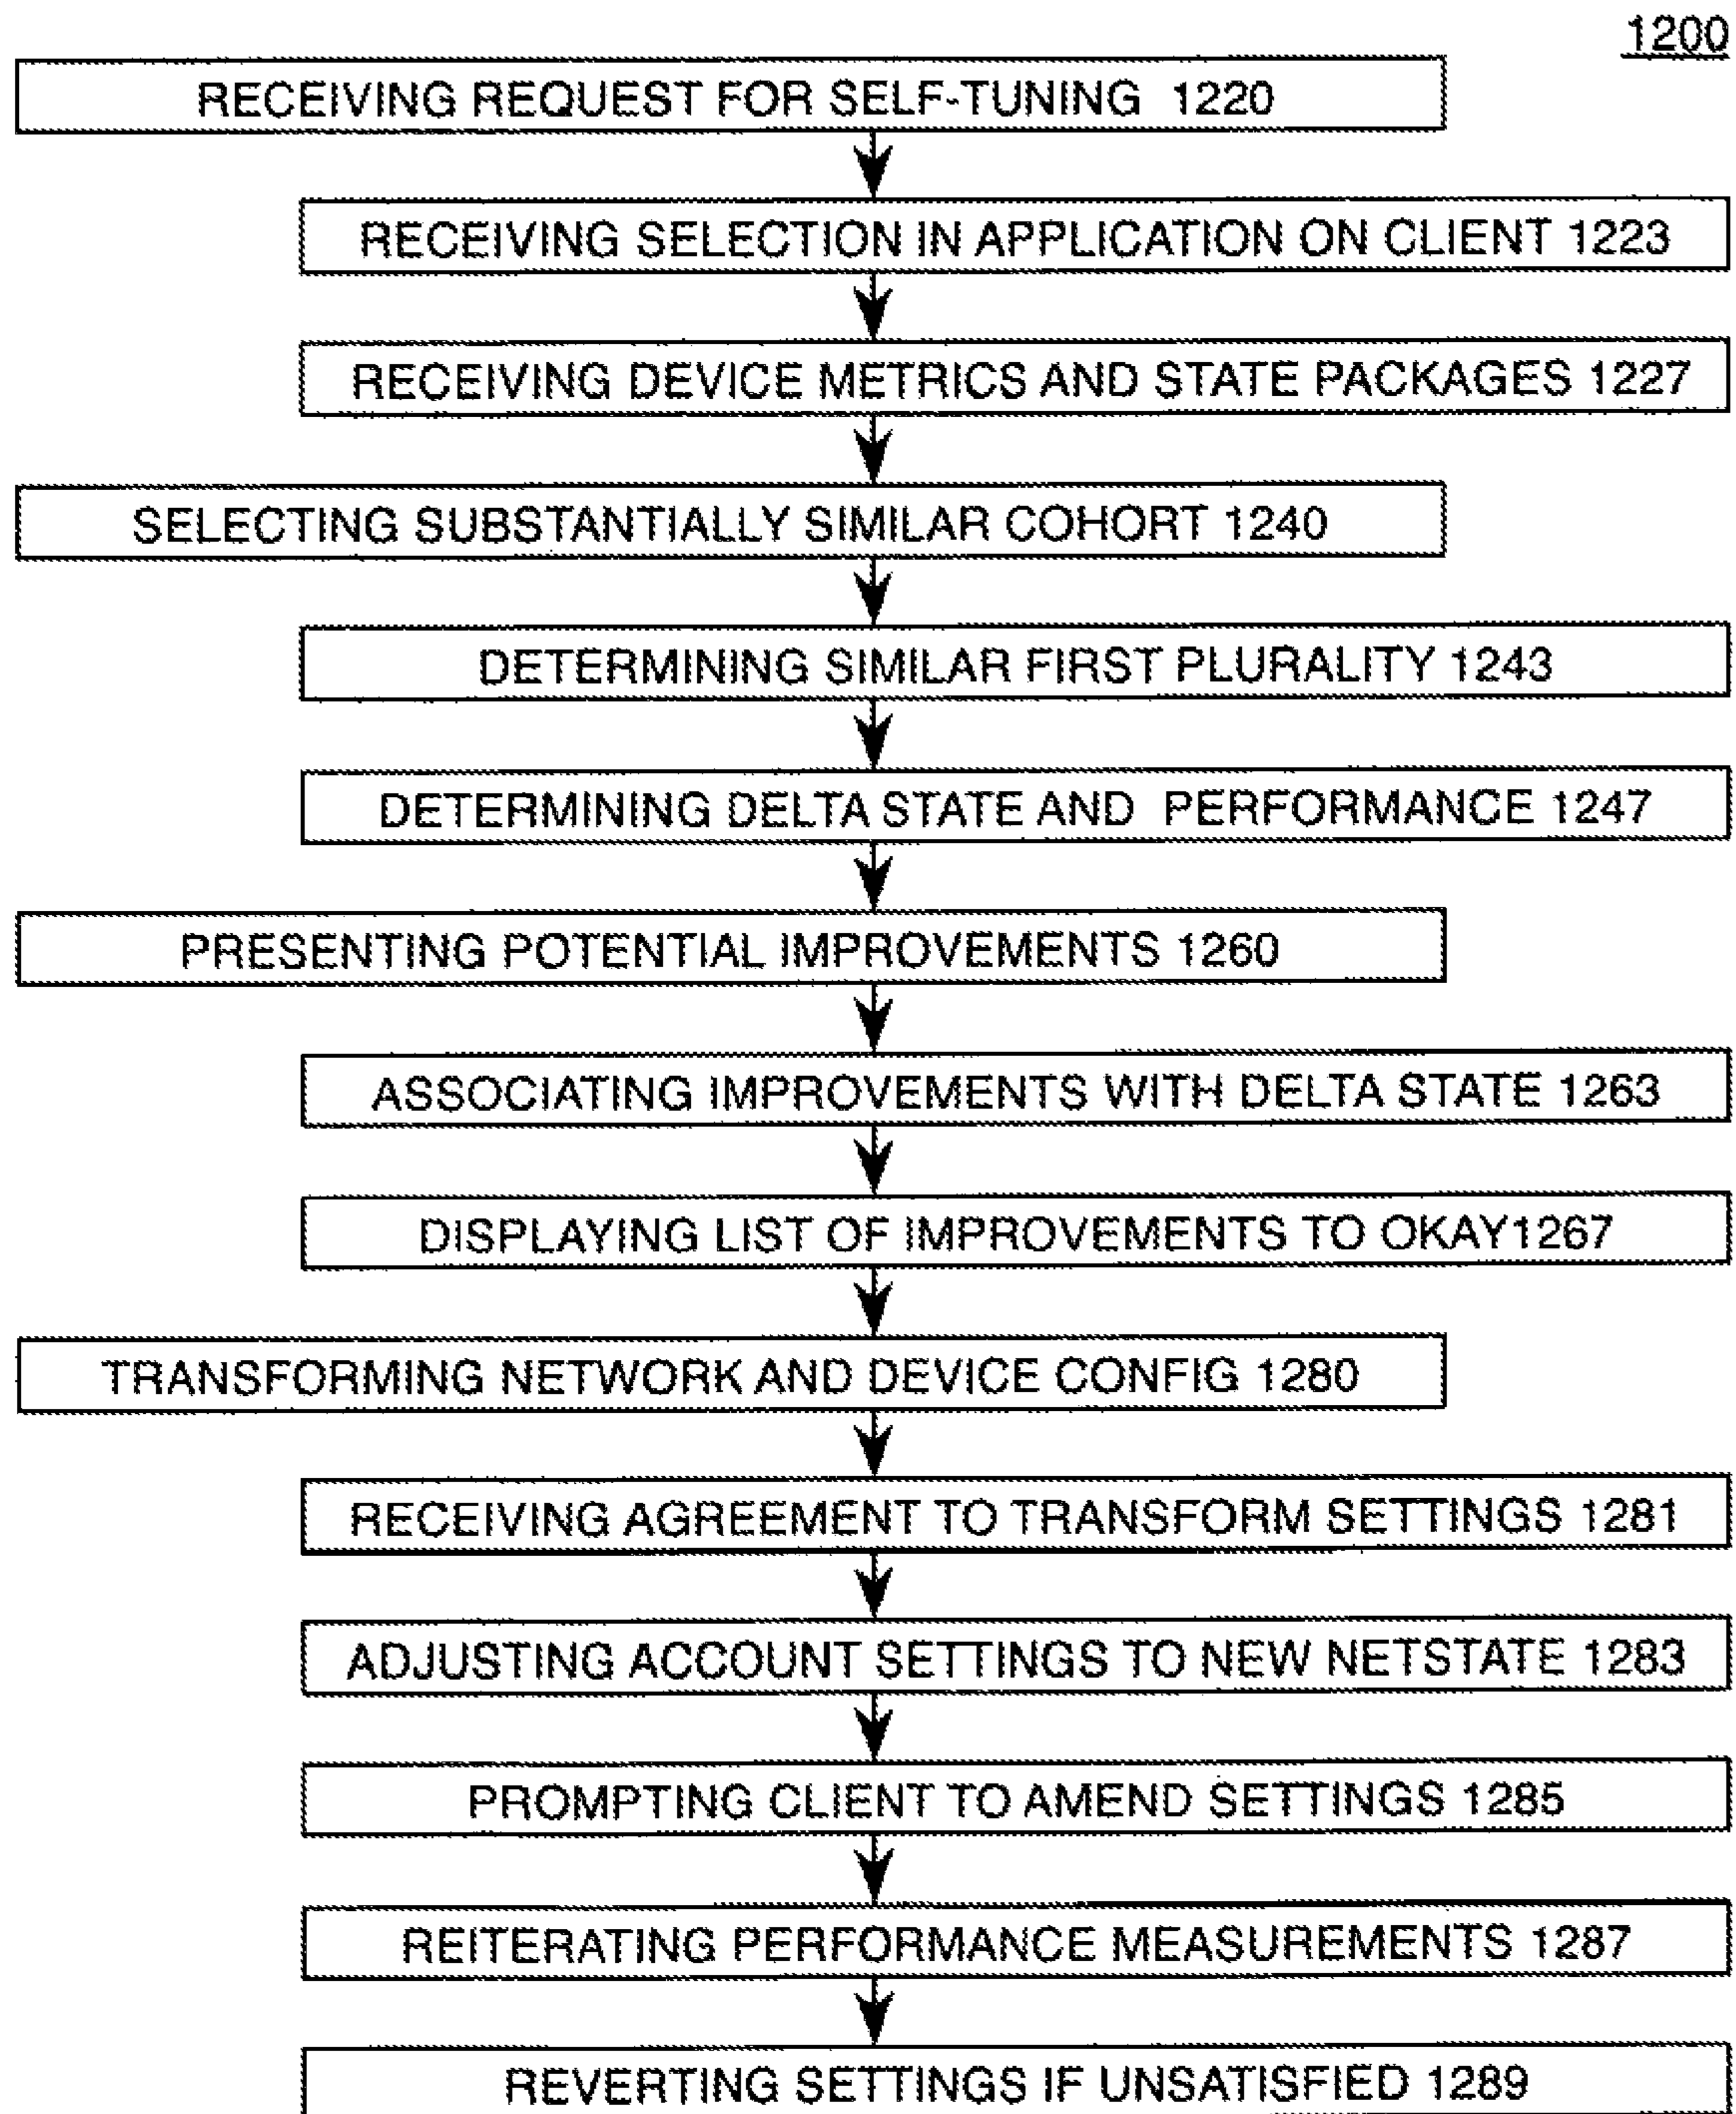 1200
RECEIVING REQUEST FOR SELF-TUNING 1220
RECEIVING SELECTION IN APPLICATION ON CLIENT 1223
RECEIVING DEVICE METRICS AND STATE PACKAGES 1227
SELECTING SUBSTANTIALLY SIMILAR COHORT 1240
DETERMINING SIMILAR FIRST PLURALITY 1243
DETERMINING DELTA STATE AND PERFORMANCE 1247
PRESENTING POTENTIAL IMPROVEMENTS 1260
ASSOCIATING IMPROVEMENTS WITH DELTA STATE 1263
DISPLAYING LIST OF IMPROVEMENTS TO OKAY1267
TRANSFORMING NETWORK AND DEVICE CONFIG 1280
RECEIVING AGREEMENT TO TRANSFORM SETTINGS 1281
ADJUSTING ACCOUNT SETTINGS TO NEW NETSTATE 1283
PROMPTING CLIENT TO AMEND SETTINGS 1285
REITERATING PERFORMANCE MEASUREMENTS 1287
REVERTING SETTINGS IF UNSATISFIED 1289